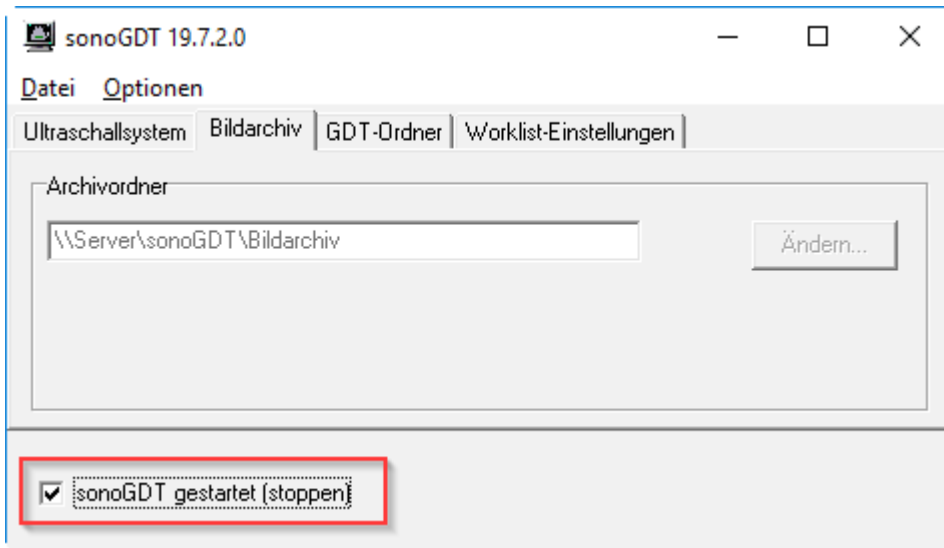 sonoGDT 19.7.2.0
Datei Optionen
Ultraschallsystem Bildarchiv GDT-Ordner Worklist-Einstellungen
Archivordner
\\Server\sonoGDT\Bildarchiv Ändern...
sonoGDT gestartet (stoppen)